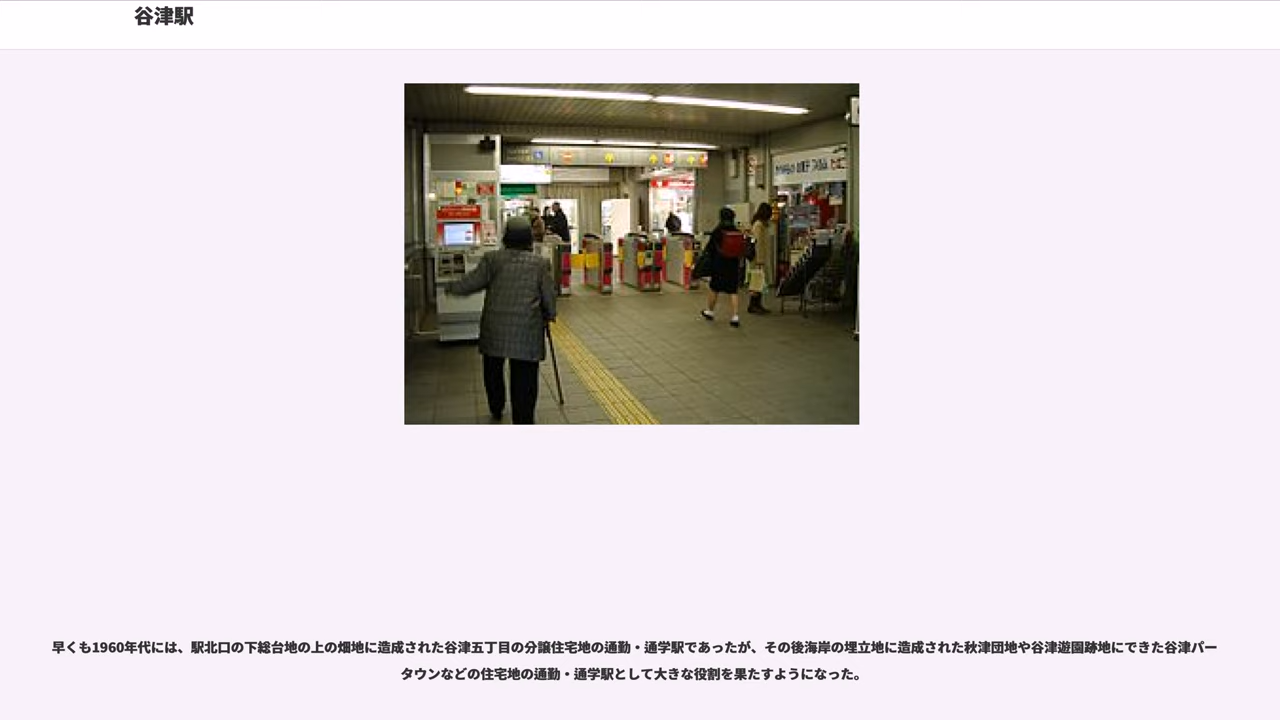 谷津駅
早くも1960年代には、駅北口の下総台地の上の畑地に造成された谷津五丁目の分譲住宅地の通勤・通学駅であったが、その後海岸の埋立地に造成された秋津団地や谷津遊園跡地にできた谷津パー
タウンなどの住宅地の通勤・通学駅として大きな役割を果たすようになった。